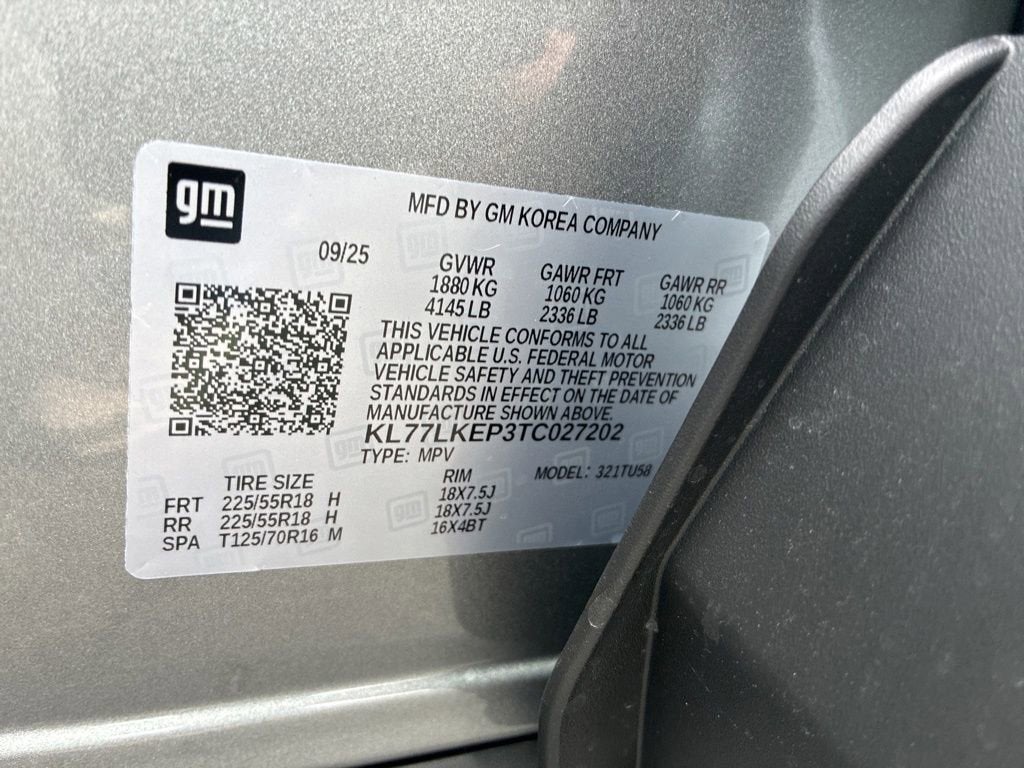 gm
MFD BY GM KOREA COMPANY
09/25
GVWR GAWR FRT GAWR RR
1880 KG 1060 KG 1060 KG
4145 LB 2336 LB 2336 LB
THIS VEHICLE CONFORMS TO ALL
APPLICABLE U.S. FEDERAL MOTOR
VEHICLE SAFETY AND THEFT PREVENTION
STANDARDS IN EFFECT ON THE DATE OF
MANUFACTURE SHOWN ABOVE.
KL77LKEP3TC027202
TYPE: MPV MODEL: 321TU58
TIRE SIZE RIM
FRT 225/55R18 H 18X7.5J
RR 225/55R18 H 18X7.5J
SPA T125/70R16 M 16X4BT